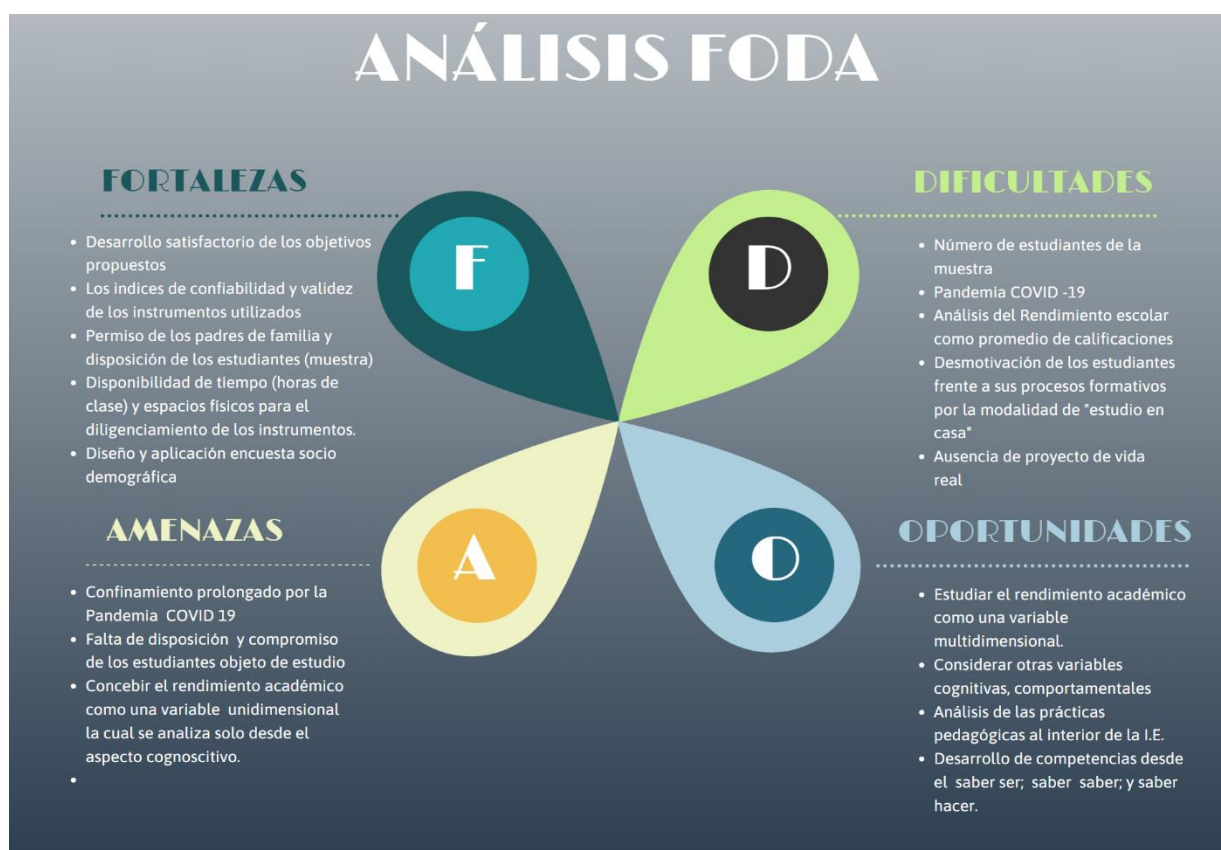 ANÁLISIS FODA
FORTALEZAS
• Desarrollo satisfactorio de los objetivos
propuestos
• Los indices de confiabilidad y validez
de los instrumentos utilizados
• Permiso de los padres de familia y
disposición de los estudiantes (muestra)
• Disponibilidad de tiempo (horas de
clase) y espacios físicos para el
diligenciamiento de los instrumentos.
• Diseño y aplicación encuesta socio
demográfica
F
D
DIFICULTADES
• Número de estudiantes de la
muestra
• Pandemia COVID -19
• Análisis del Rendimiento escolar
como promedio de calificaciones
• Desmotivación de los estudiantes
frente a sus procesos formativos
por la modalidad de "estudio en
casa"
• Ausencia de proyecto de vida
real
AMENAZAS
• Confinamiento prolongado por la
Pandemia COVID 19
• Falta de disposición y compromiso
de los estudiantes objeto de estudio
• Concebir el rendimiento académico
como una variable unidimensional
la cual se analiza solo desde el
aspecto cognoscitivo.
•
A
O
OPORTUNIDADES
• Estudiar el rendimiento académico
como una variable
multidimensional.
• Considerar otras variables
cognitivas, comportamentales
• Análisis de las prácticas
pedagógicas al interior de la I.E.
• Desarrollo de competencias desde
el saber ser; saber saber; y saber
hacer.